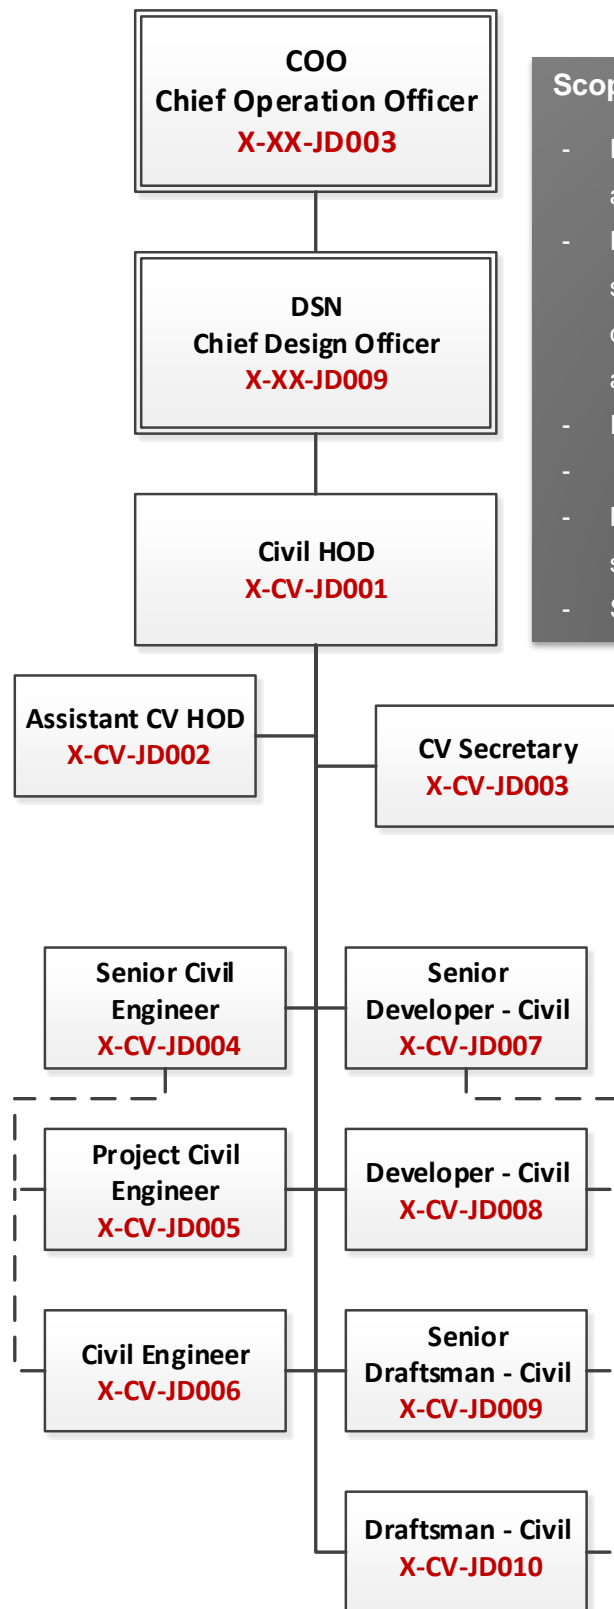 COO
Chief Operation Officer
X-XX-JD003
DSN
Chief Design Officer
X-XX-JD009
Civil HOD
X-CV-JD001
Assistant CV HOD
X-CV-JD002
CV Secretary
X-CV-JD003
Senior Civil
Engineer
X-CV-JD004
Senior
Developer - Civil
X-CV-JD007
Project Civil
Engineer
X-CV-JD005
Developer - Civil
X-CV-JD008
Civil Engineer
X-CV-JD006
Senior
Draftsman - Civil
X-CV-JD009
Draftsman - Civil
X-CV-JD010